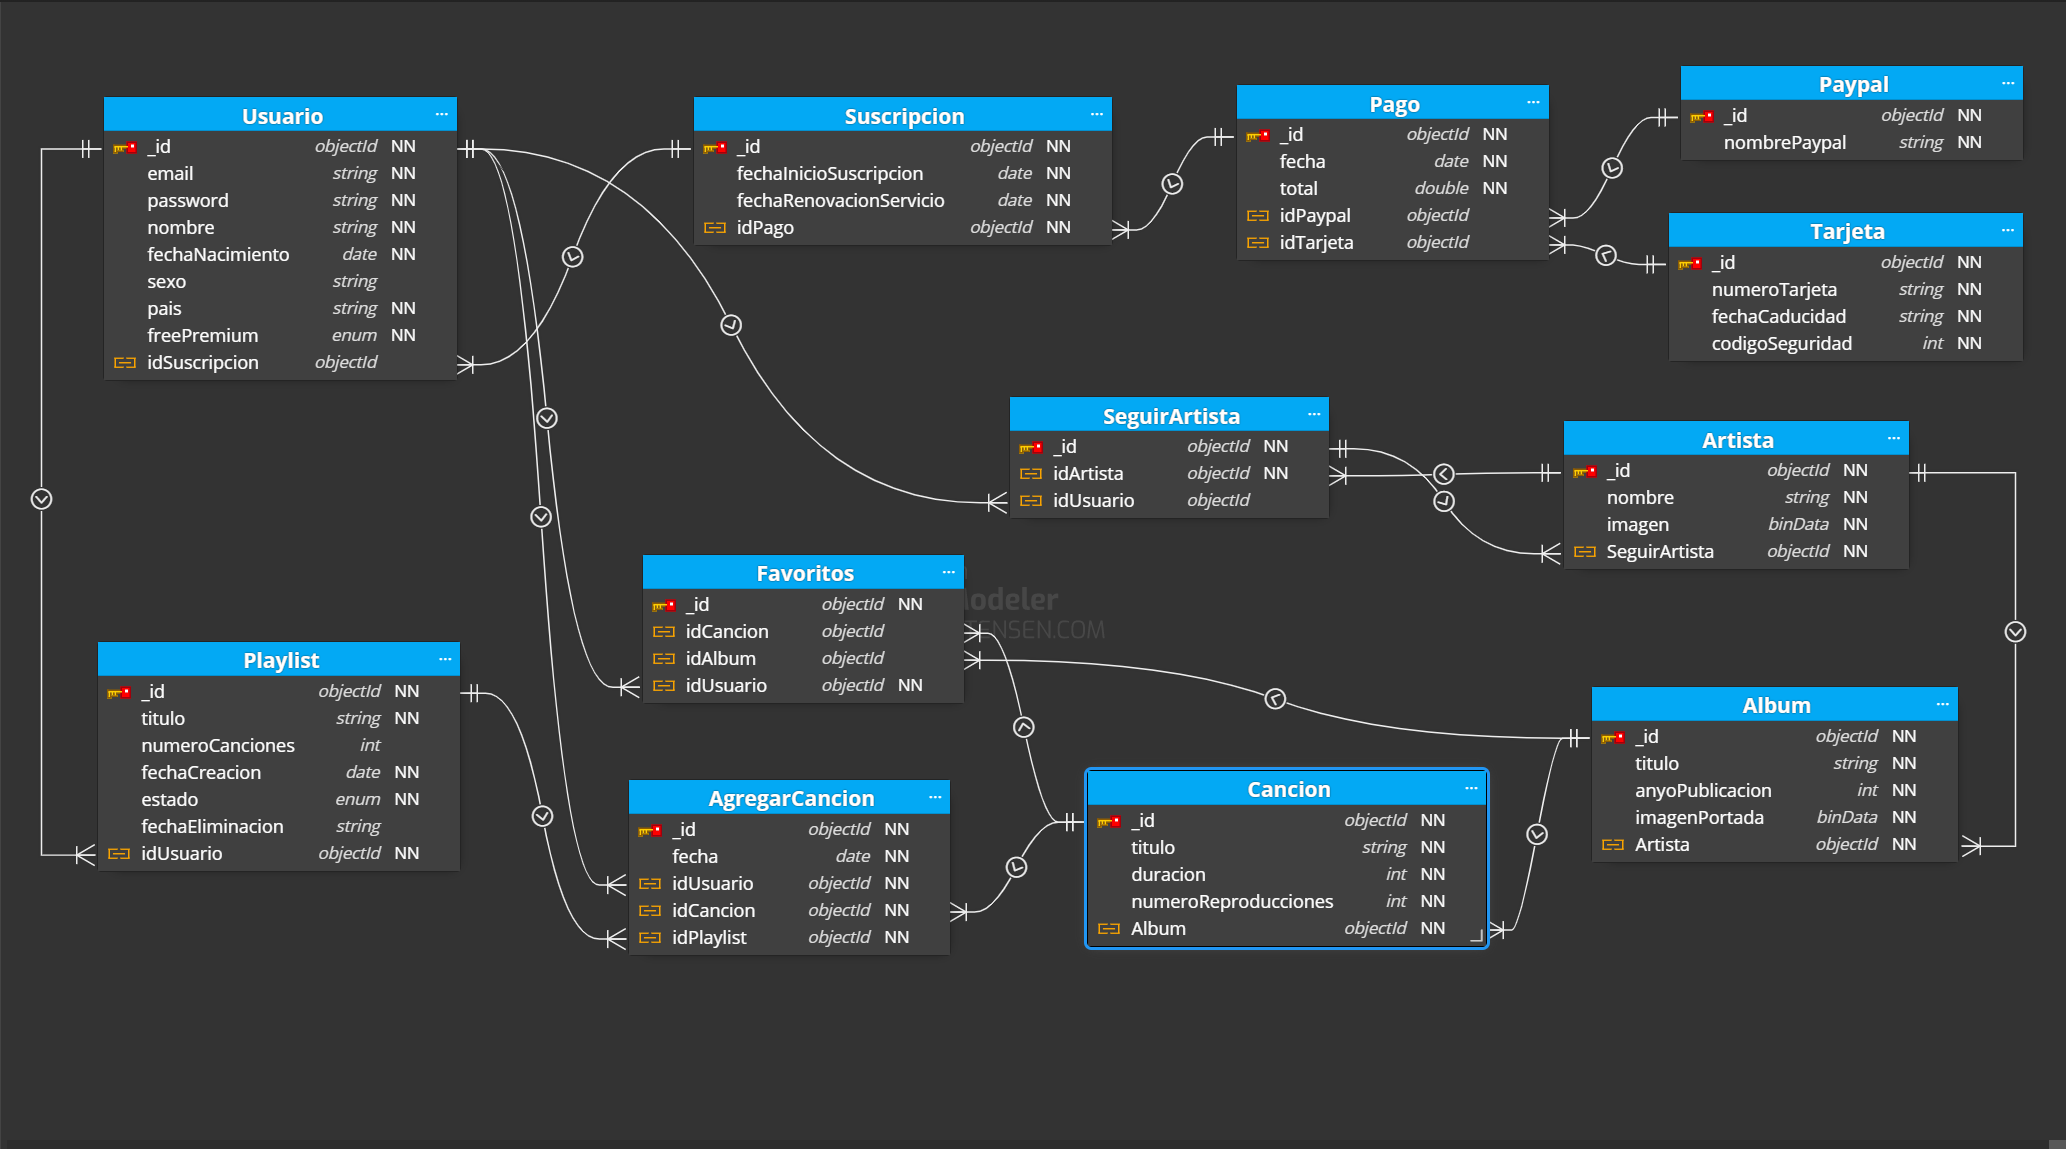 Usuario ...
_id objectId NN
email string NN
password string NN
nombre string NN
fechaNacimiento date NN
sexo string
pais string NN
freePremium enum NN
idSuscripcion objectId
Suscripcion ...
_id objectId NN
fechaInicioSuscripcion date NN
fechaRenovacionServicio date NN
idPago objectId NN
Pago ...
_id objectId NN
fecha date NN
total double NN
idPaypal objectId
idTarjeta objectId
Paypal ...
_id objectId NN
nombrePaypal string NN
Tarjeta ...
_id objectId NN
numeroTarjeta string NN
fechaCaducidad string NN
codigoSeguridad int NN
SeguirArtista ...
_id objectId NN
idArtista objectId NN
idUsuario objectId
Artista ...
_id objectId NN
nombre string NN
imagen binData NN
SeguirArtista objectId NN
Favoritos ...
_id objectId NN
idCancion objectId
idAlbum objectId
idUsuario objectId NN
odeler
TENSEN.COM
Playlist ...
_id objectId NN
titulo string NN
numeroCanciones int
fechaCreacion date NN
estado enum NN
fechaEliminacion string
idUsuario objectId NN
AgregarCancion ...
_id objectId NN
fecha date NN
idUsuario objectId NN
idCancion objectId NN
idPlaylist objectId NN
Cancion ...
_id objectId NN
titulo string NN
duracion int NN
numeroReproducciones int NN
Album objectId NN
Album ...
_id objectId NN
titulo string NN
anyoPublicacion int NN
imagenPortada binData NN
Artista objectId NN